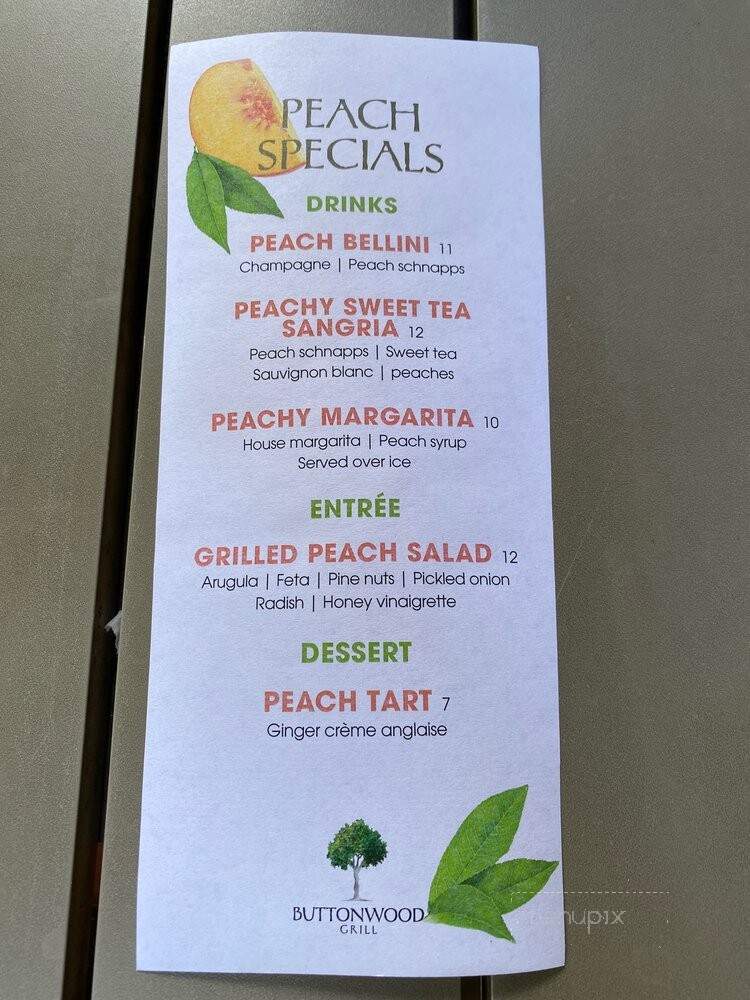 PEACH
SPECIALS
DRINKS
PEACH BELLINI 11
Champagne | Peach schnapps
PEACHY SWEET TEA
SANGRIA 12
Peach schnapps | Sweet tea
Sauvignon blanc | peaches
PEACHY MARGARITA 10
House margarita | Peach syrup
Served over ice
ENTRÉE
GRILLED PEACH SALAD 12
Arugula | Feta | Pine nuts | Pickled onion
Radish | Honey vinaigrette
DESSERT
PEACH TART 7
Ginger crème anglaise
BUTTONWOOD
GRILL